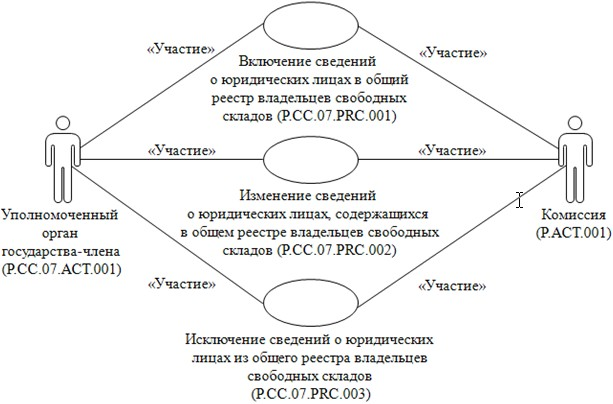 «Участие»
«Участие»
Включение сведений
о юридических лицах в общий
реестр владельцев свободных
складов (P.CC.07.PRC.001)
«Участие»
«Участие»
Изменение сведений
о юридических лицах, содержащихся
в общем реестре владельцев свободных
складов (P.CC.07.PRC.002)
Уполномоченный
орган
государства-члена
(P.CC.07.ACT.001)
Комиссия
(P.ACT.001)
«Участие»
«Участие»
Исключение сведений о юридических
лицах из общего реестра владельцев
свободных складов
(P.CC.07.PRC.003)